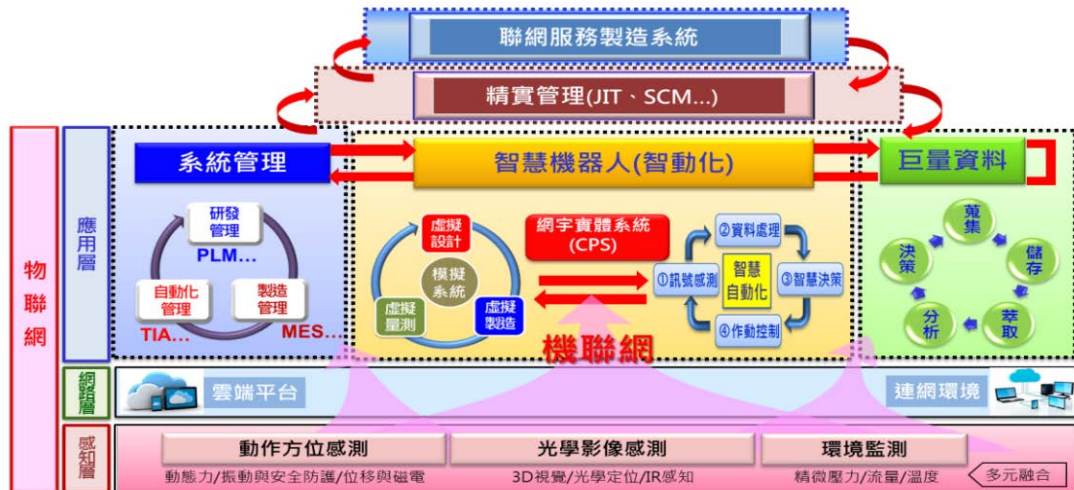 聯網服務製造系統
精實管理(JIT、SCM...)
物聯網
應用層
系統管理
研發
管理
PLM...
自動化
管理
TIA...
製造
管理
MES...
智慧機器人(智動化)
虛擬
設計
模擬
系統
虛擬
量測
虛擬
製造
網宇實體系統
(CPS)
機聯網
①訊號感測
②資料處理
③智慧決策
④作動控制
智慧
自動化
巨量資料
蒐集
儲存
萃取
分析
決策
網路層
雲端平台
連網環境
感知層
動作方位感測
動態力/振動與安全防護/位移與磁電
光學影像感測
3D視覺/光學定位/IR感知
環境監測
精微壓力/流量/溫度
多元融合